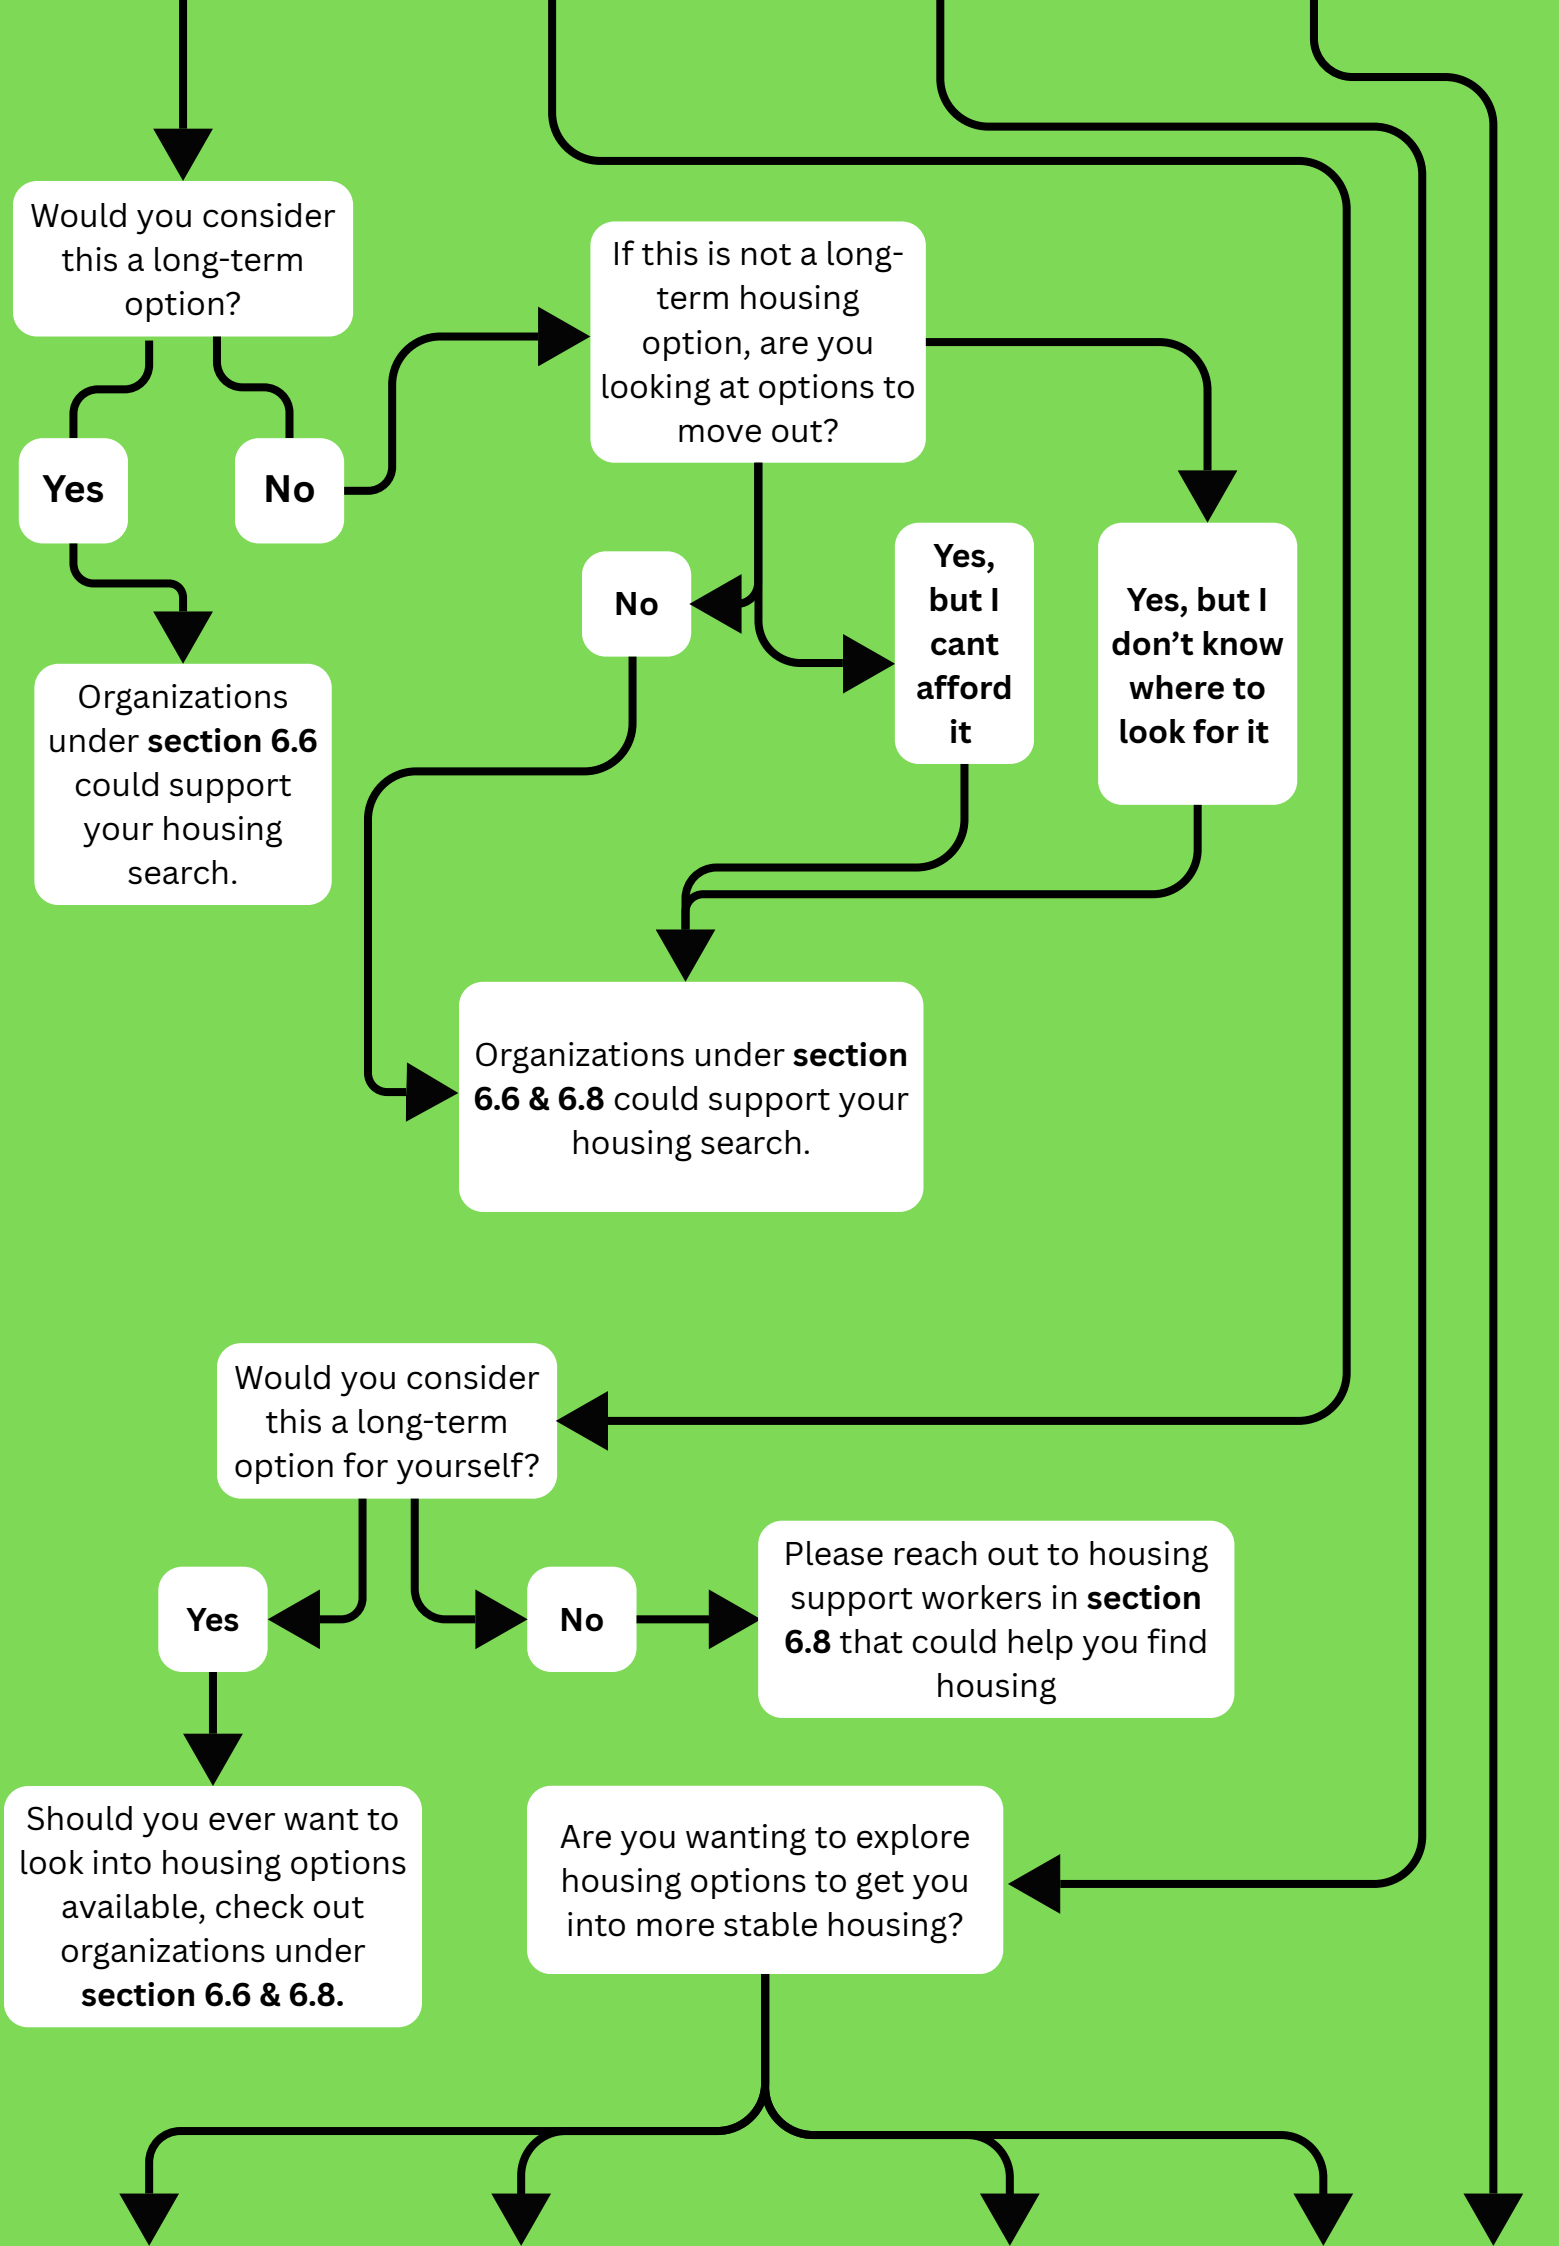 Would you consider
this a long-term
option?
If this is not a long-
term housing
option, are you
looking at options to
move out?
Yes
No
No
Yes,
but I
cant
afford
it
Yes, but I
don’t know
where to
look for it
Organizations
under section 6.6
could support
your housing
search.
Organizations under section
6.6 & 6.8 could support your
housing search.
Would you consider
this a long-term
option for yourself?
Yes
No
Please reach out to housing
support workers in section
6.8 that could help you find
housing
Should you ever want to
look into housing options
available, check out
organizations under
section 6.6 & 6.8.
Are you wanting to explore
housing options to get you
into more stable housing?